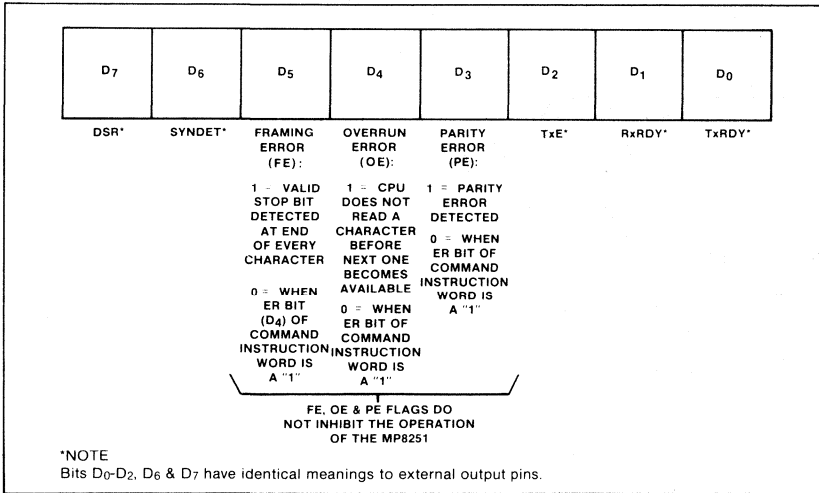 D7 D6 D5 D4 D3 D2 D1 D0
DSR* SYNDET* FRAMING ERROR (FE): OVERRUN ERROR (OE): PARITY ERROR (PE): TxE* RxRDY* TxRDY*
1 = VALID
STOP BIT
DETECTED
AT END
OF EVERY
CHARACTER
0 = WHEN
ER BIT
(D4) OF
COMMAND
INSTRUCTION
WORD IS
A "1"
1 = CPU
DOES NOT
READ A
CHARACTER
BEFORE
NEXT ONE
BECOMES
AVAILABLE
0 = WHEN
ER BIT OF
COMMAND
INSTRUCTION
WORD IS
A "1"
1 = PARITY
ERROR
DETECTED
0 = WHEN
ER BIT OF
COMMAND
INSTRUCTION
WORD IS
A "1"
FE, OE & PE FLAGS DO
NOT INHIBIT THE OPERATION
OF THE MP8251
*NOTE
Bits D0-D2, D6 & D7 have identical meanings to external output pins.